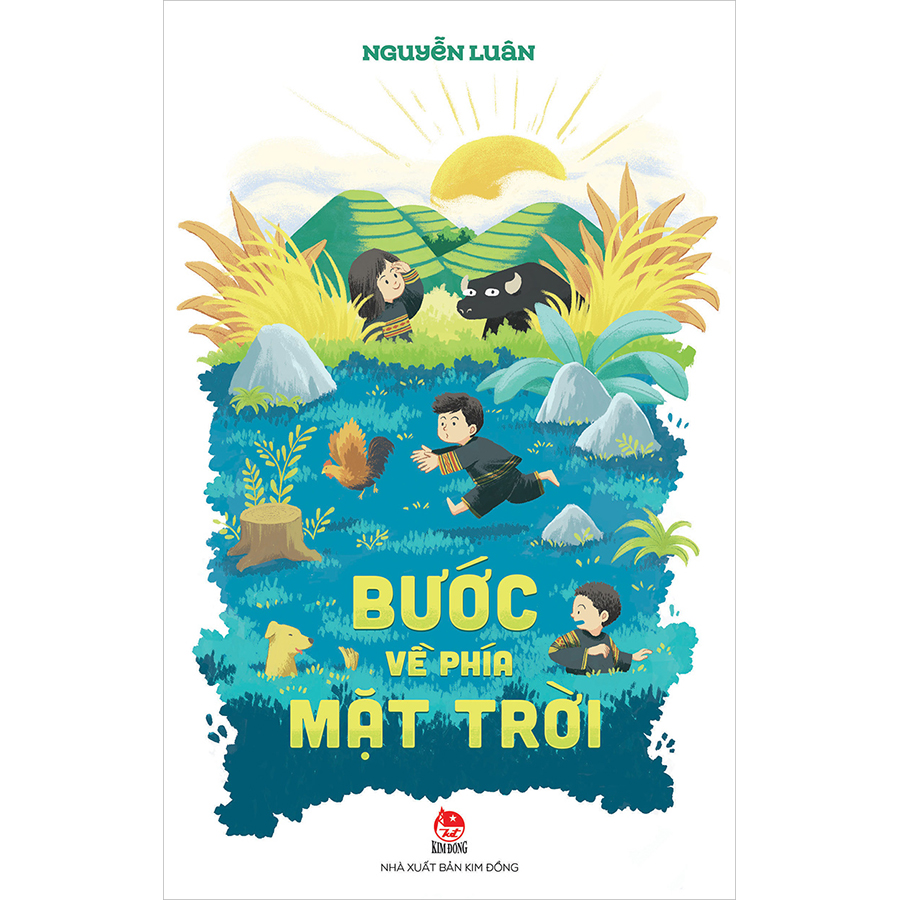 NGUYỄN LUÂN
BƯỚC
VỀ PHÍA
MẶT TRỜI
KIM ĐỒNG
NHÀ XUẤT BẢN KIM ĐỒNG